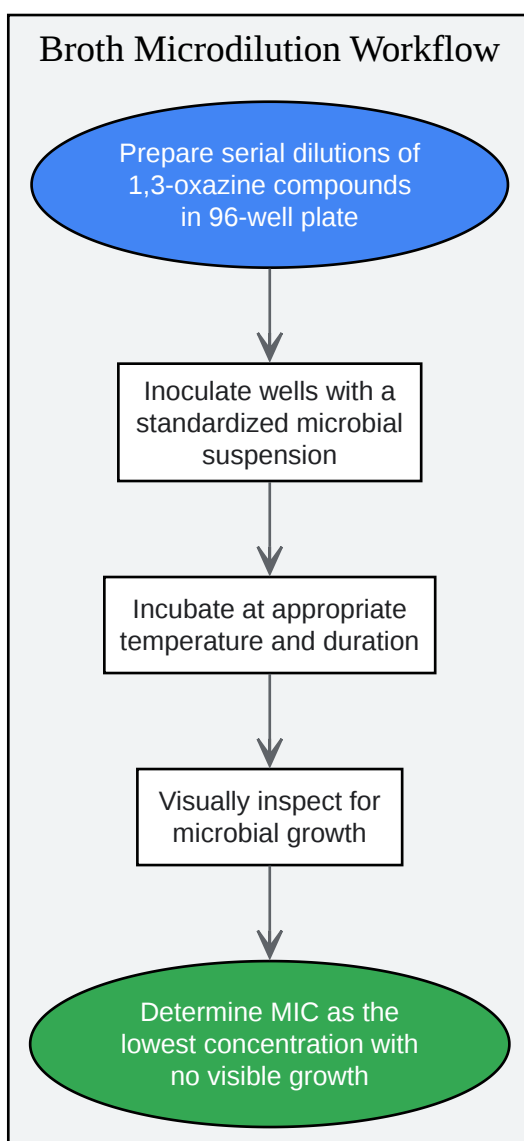 Broth Microdilution Workflow
Prepare serial dilutions of
1,3-oxazine compounds
in 96-well plate
Inoculate wells with a
standardized microbial
suspension
Incubate at appropriate
temperature and duration
Visually inspect for
microbial growth
Determine MIC as the
lowest concentration with
no visible growth